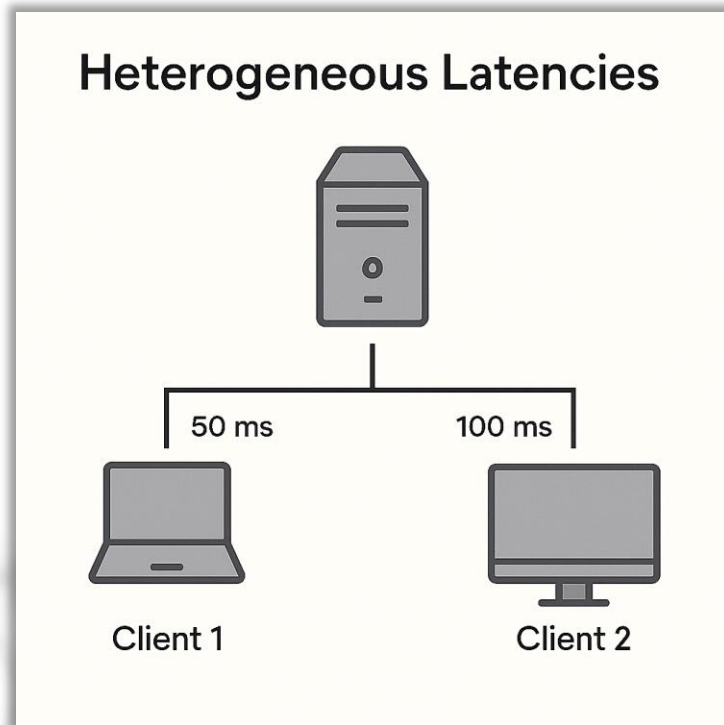 Heterogeneous Latencies
50 ms
100 ms
Client 1
Client 2